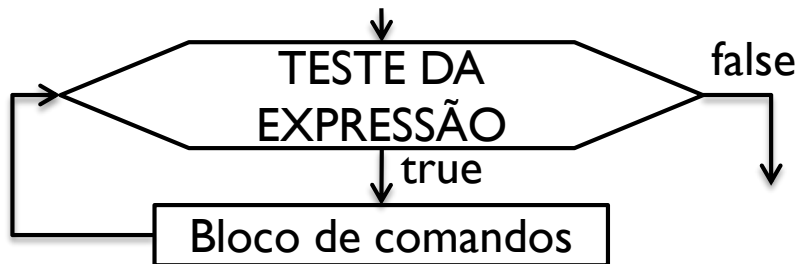 TESTE DA
EXPRESSÃO
false
true
Bloco de comandos